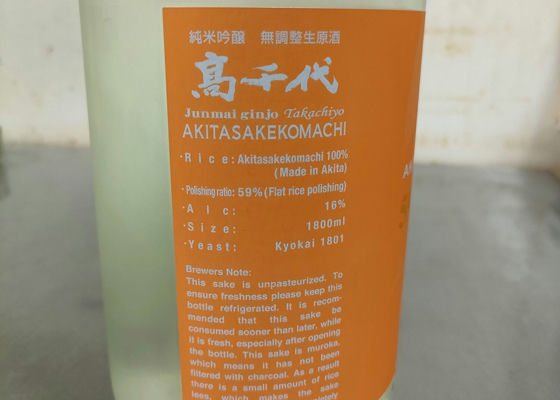 純米吟醸 無調整生原酒
髙千代
Junmai ginjo Takachiyo
AKITASAKEKOMACHI
・Rice: Akitasakekomachi 100%
(Made in Akita)
・Polishing ratio: 59% (Flat rice polishing)
・Alc: 16%
・Size: 1800ml
・Yeast: Kyokai 1801
Brewers Note:
This sake is unpasteurized. To
ensure freshness please keep this
bottle refrigerated. It is recom-
mended that this sake be
consumed sooner than later, while
it is fresh, especially after opening
the bottle. This sake is muroka,
which means it has not been
filtered with charcoal. As a result
there is a small amount of rice
lees, which makes the sake